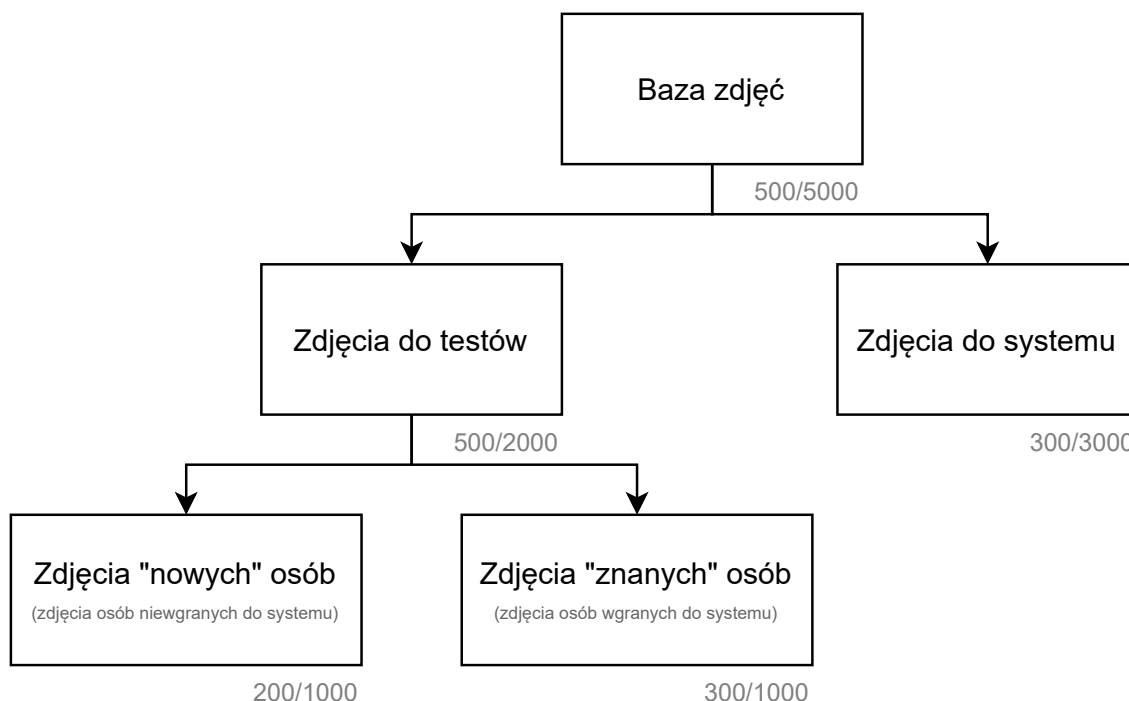 Baza zdjęć
500/5000
Zdjęcia do testów
Zdjęcia do systemu
500/2000
300/3000
Zdjęcia "nowych" osób
(zdjęcia osób niewgranych do systemu)
Zdjęcia "znanych" osób
(zdjęcia osób wgranych do systemu)
200/1000
300/1000